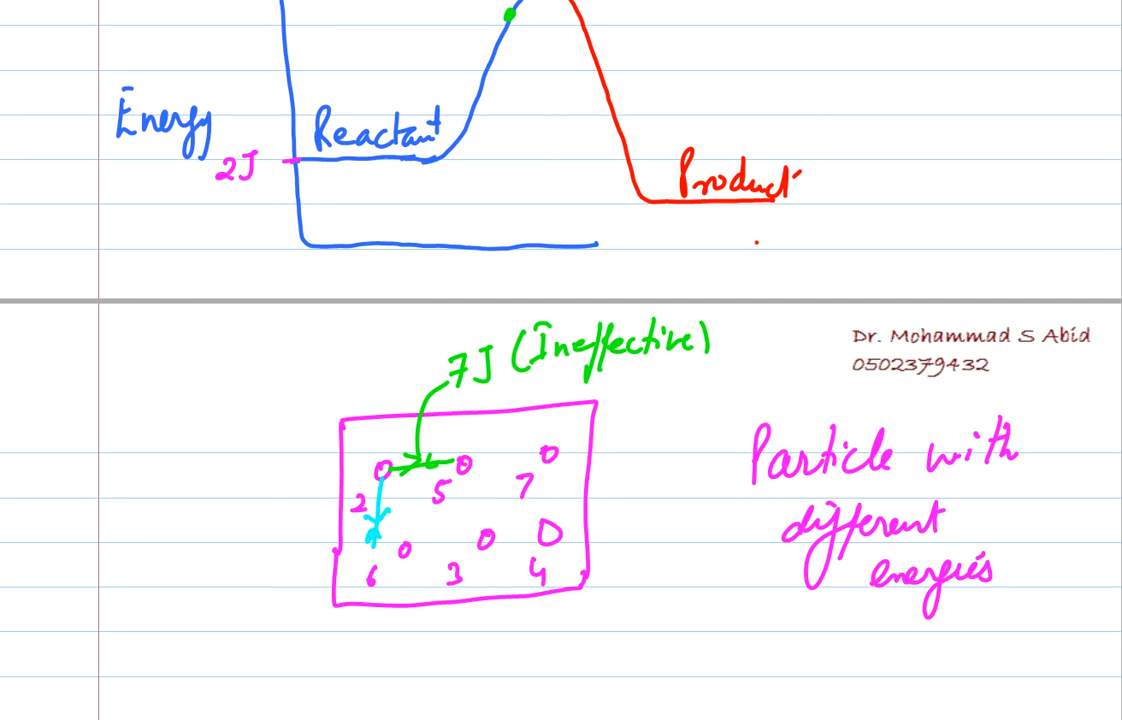 Energy
Reactant
2J
Product
7J (Ineffective)
Dr. Mohammad S Abid
0502379432
Particle with
different
energies
2 5 7
6 3 4